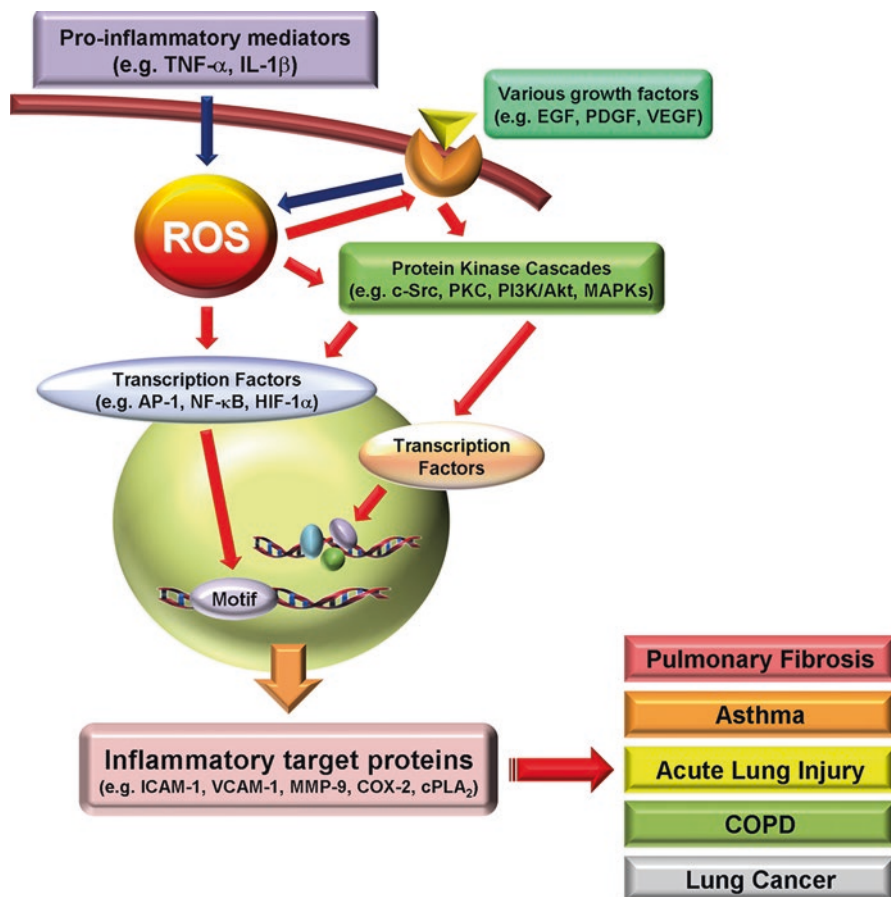 Pro-inflammatory mediators
(e.g. TNF-α, IL-1β)
Various growth factors
(e.g. EGF, PDGF, VEGF)
ROS
Protein Kinase Cascades
(e.g. c-Src, PKC, PI3K/Akt, MAPKs)
Transcription Factors
(e.g. AP-1, NF-κB, HIF-1α)
Transcription
Factors
Motif
Inflammatory target proteins
(e.g. ICAM-1, VCAM-1, MMP-9, COX-2, cPLA₂)
Pulmonary Fibrosis
Asthma
Acute Lung Injury
COPD
Lung Cancer